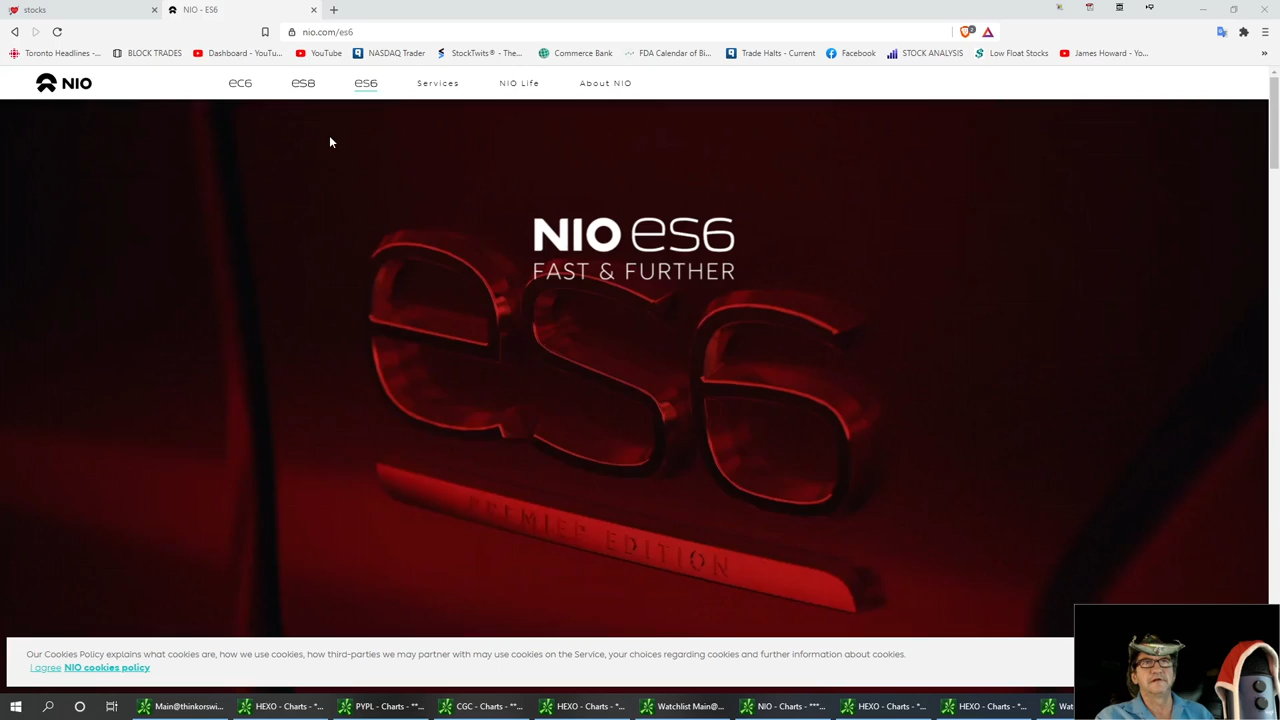 stocks
NIO - ES6
nio.com/es6
Toronto Headlines -...
BLOCK TRADES
Dashboard - YouTu...
YouTube
NASDAQ Trader
StockTwits® - The...
Commerce Bank
FDA Calendar of Bi...
Trade Halts - Current
Facebook
STOCK ANALYSIS
Low Float Stocks
James Howard - Yo...
»
NIO
ec6
es8
es6
Services
NIO Life
About NIO
NIO es6
FAST & FURTHER
es6
PREMIER EDITION
Our Cookies Policy explains what cookies are, how we use cookies, how third-parties we may partner with may use cookies on the Service, your choices regarding cookies and further information about cookies.
I agree NIO cookies policy
Main@thinkorswi...
HEXO - Charts - *...
PYPL - Charts - **...
CGC - Charts - **...
HEXO - Charts - *...
Watchlist Main@...
NIO - Charts - ***...
HEXO - Charts - *...
HEXO - Charts - *...
Wat